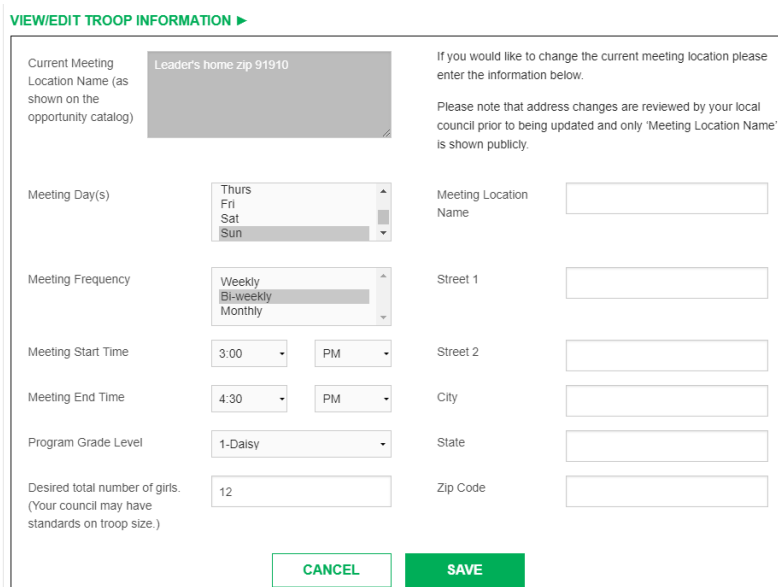 VIEW/EDIT TROOP INFORMATION ►
Current Meeting
Location Name (as
shown on the
opportunity catalog)
Leader's home zip 91910
If you would like to change the current meeting location please
enter the information below.
Please note that address changes are reviewed by your local
council prior to being updated and only 'Meeting Location Name'
is shown publicly.
Meeting Day(s)
Thurs
Fri
Sat
Sun
Meeting Location
Name
Meeting Frequency
Weekly
Bi-weekly
Monthly
Street 1
Meeting Start Time
3:00
PM
Street 2
Meeting End Time
4:30
PM
City
Program Grade Level
1-Daisy
State
Desired total number of girls.
(Your council may have
standards on troop size.)
12
Zip Code
CANCEL
SAVE